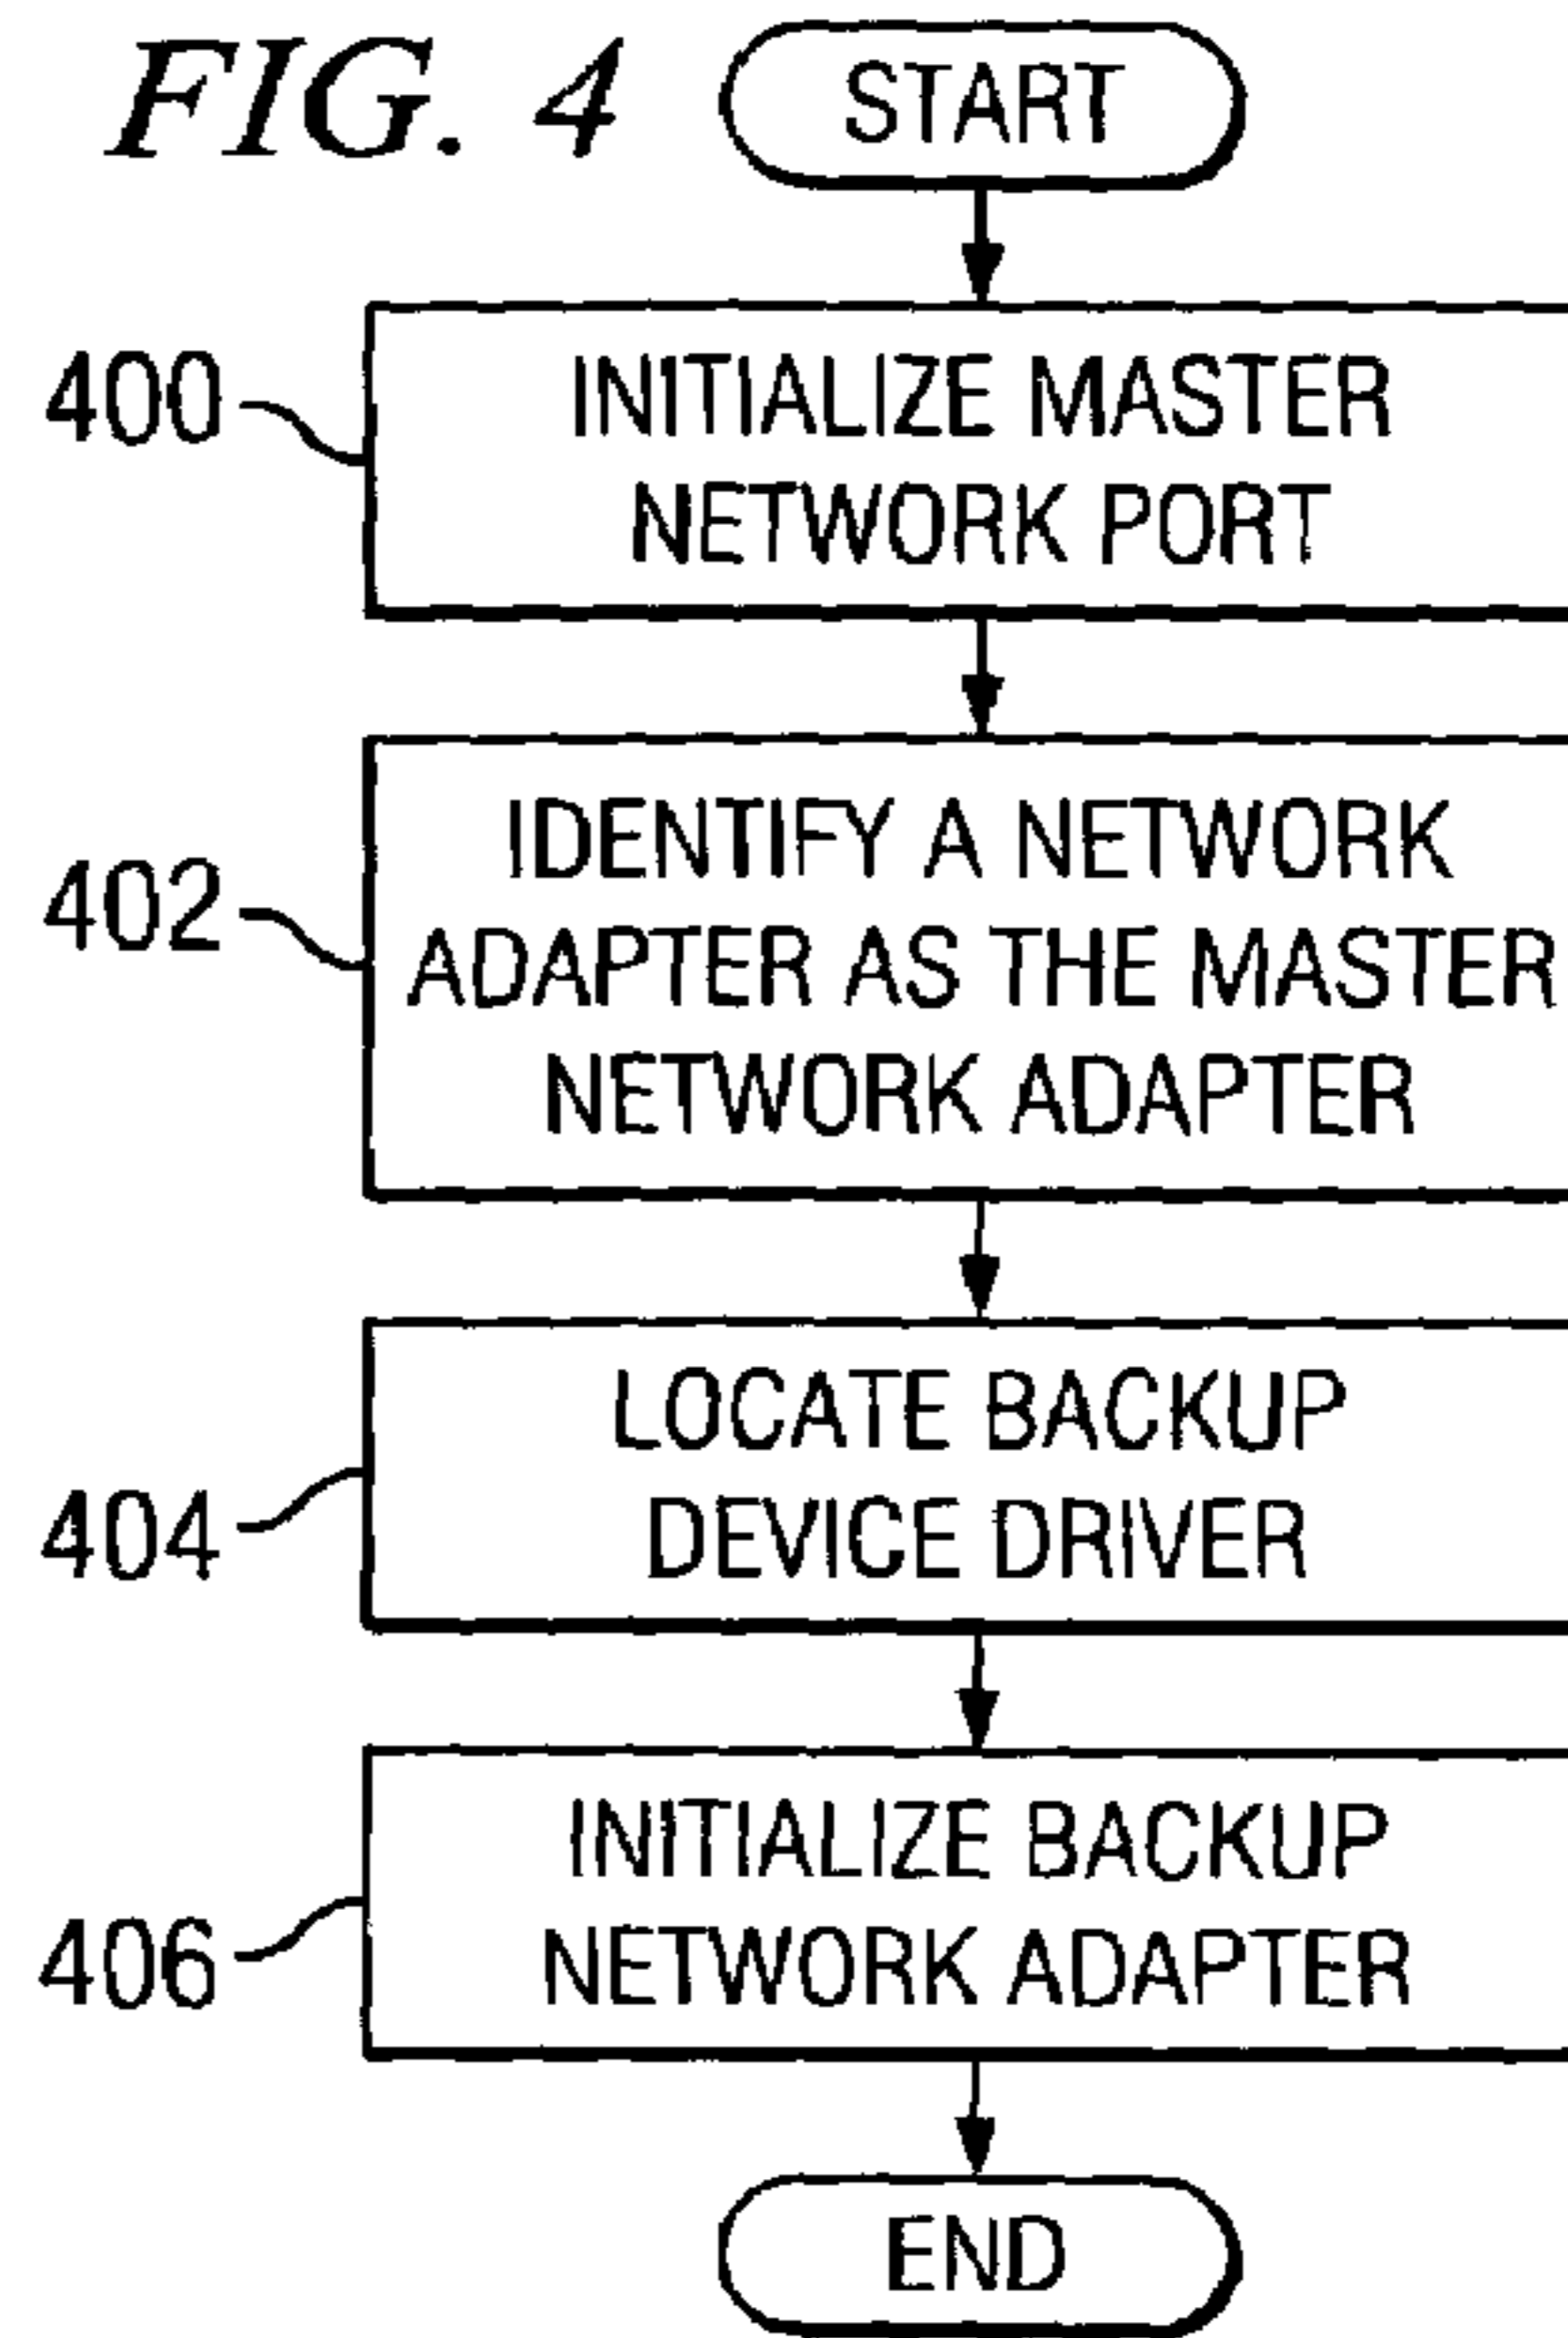 FIG. 4
START
400
INITIALIZE MASTER
NETWORK PORT
402
IDENTIFY A NETWORK
ADAPTER AS THE MASTER
NETWORK ADAPTER
404
LOCATE BACKUP
DEVICE DRIVER
406
INITIALIZE BACKUP
NETWORK ADAPTER
END